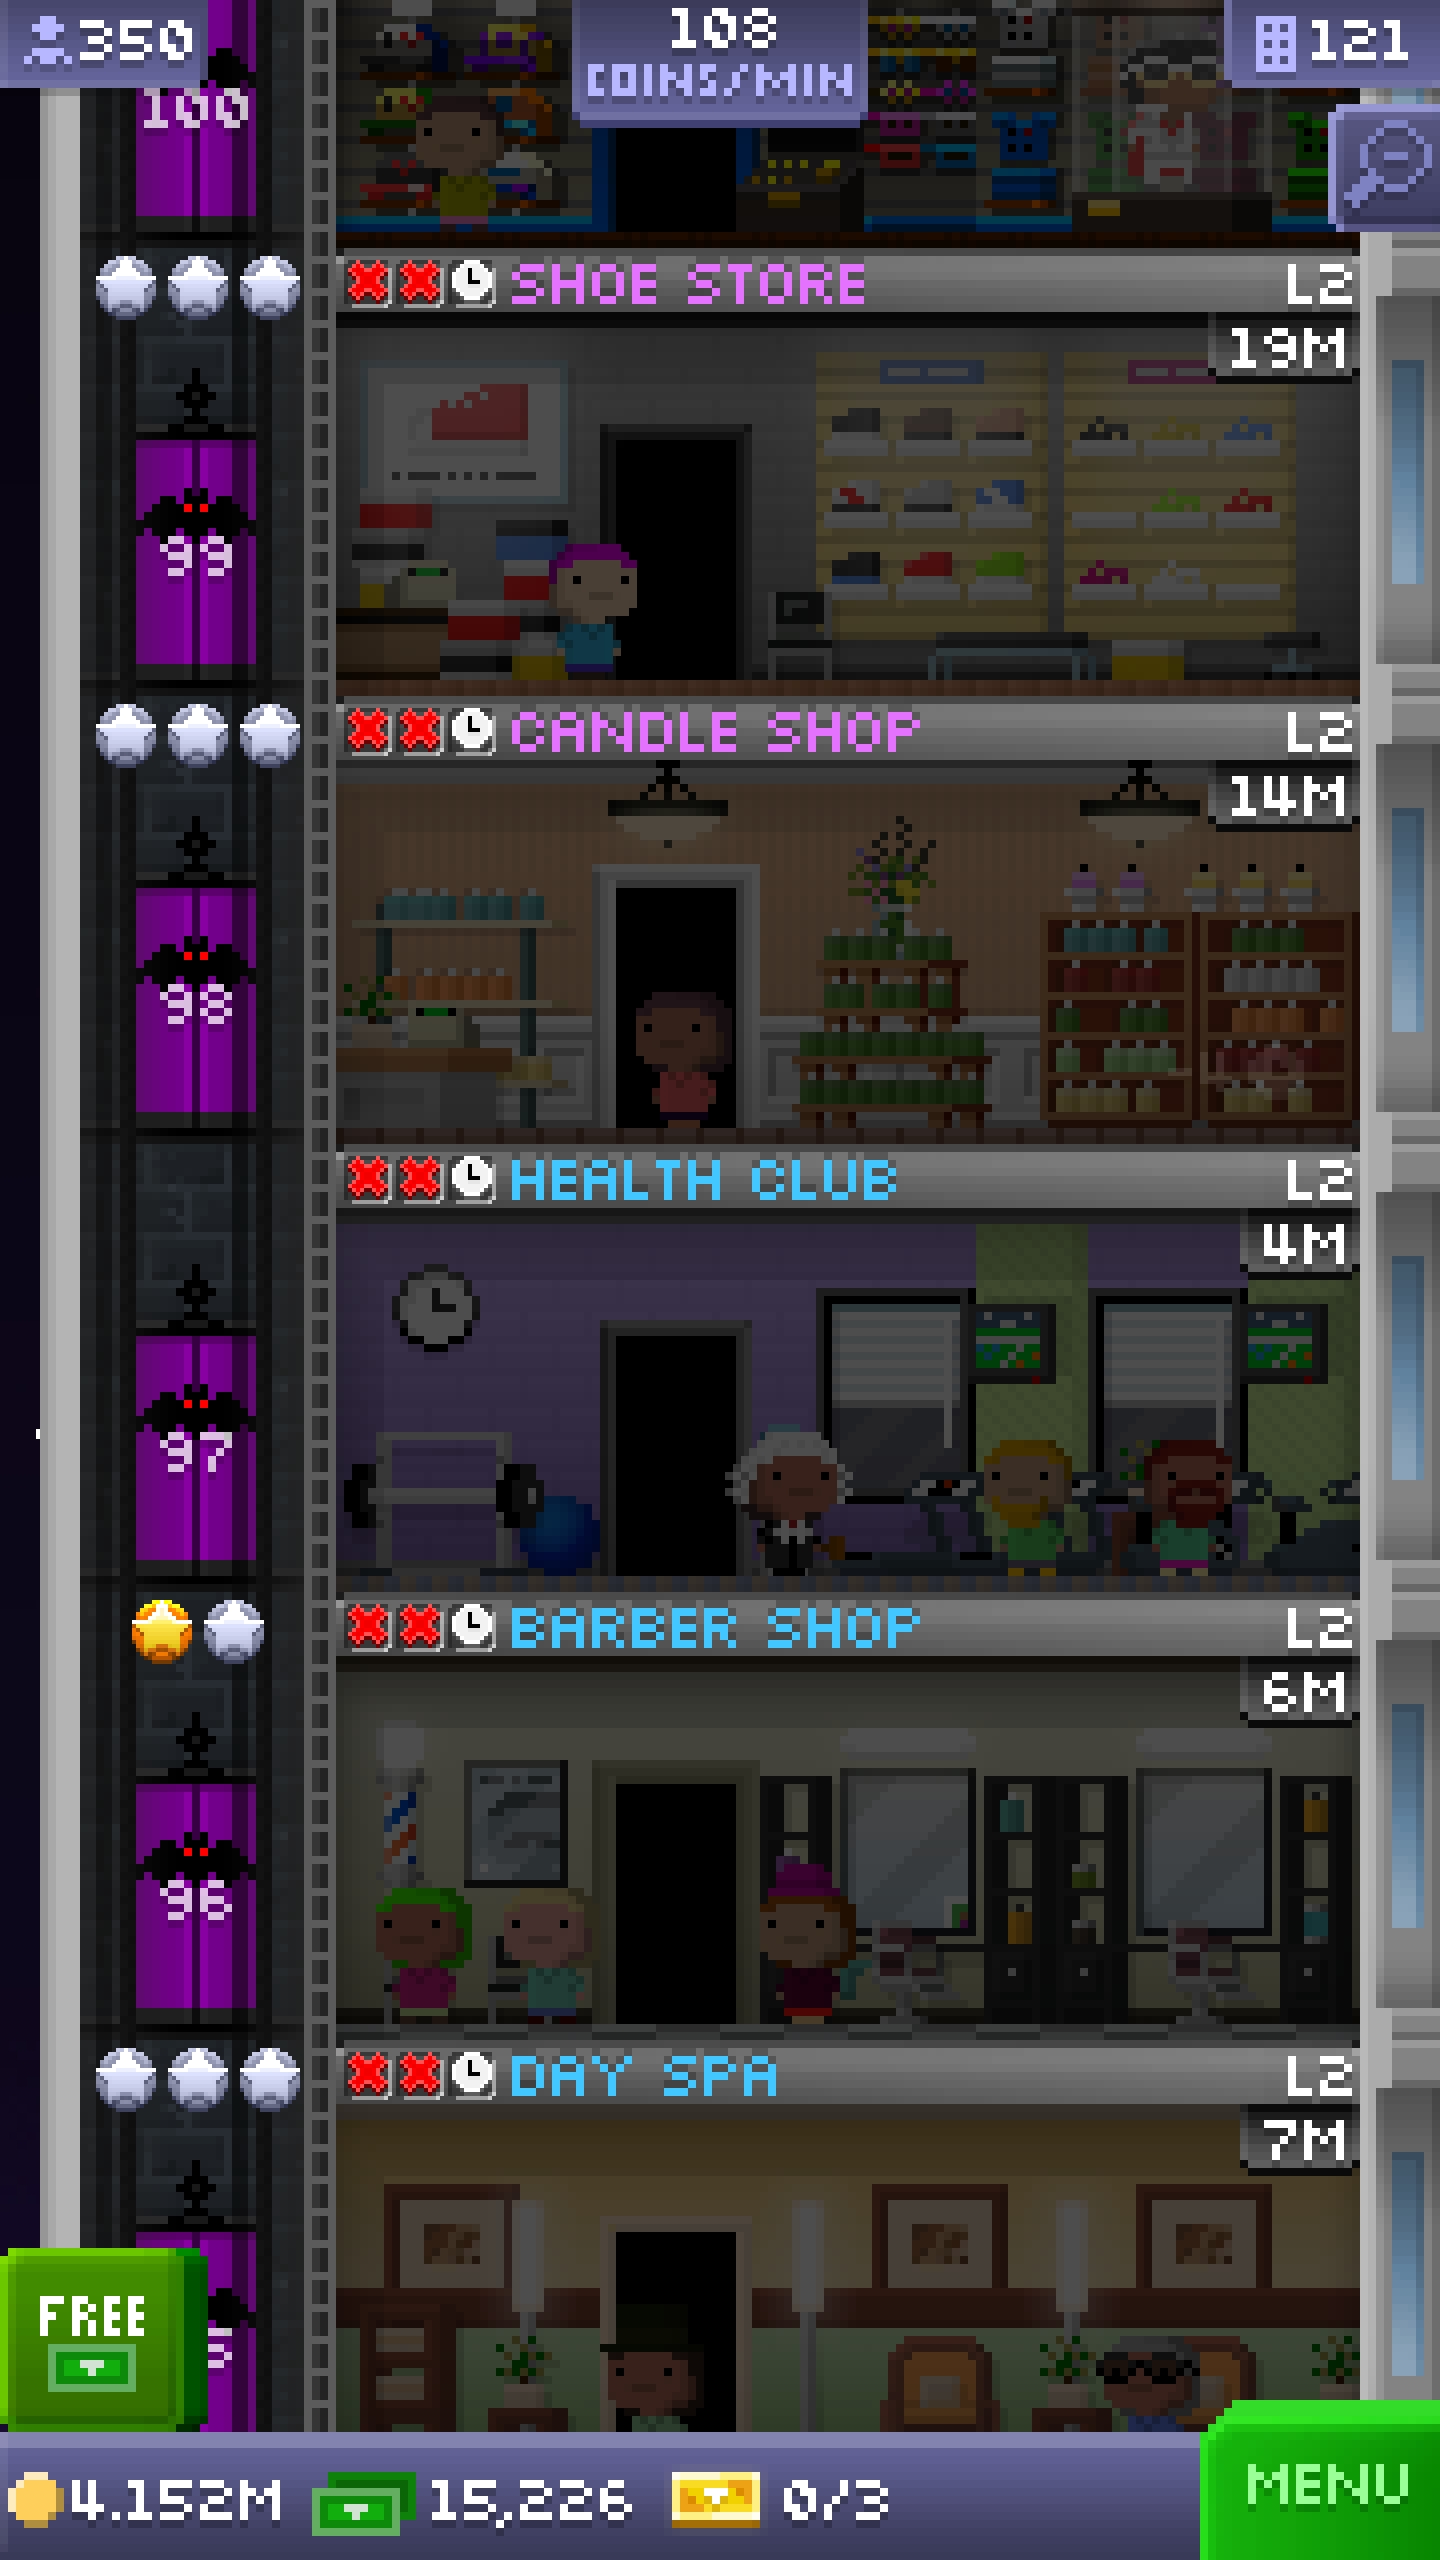 350
108
COINS/MIN
121
100
SHOE STORE L2
19M
99
CANDLE SHOP L2
14M
98
HEALTH CLUB L2
4M
97
BARBER SHOP L2
6M
96
DAY SPA L2
7M
FREE
5
4.152M 15,226 0/3
MENU